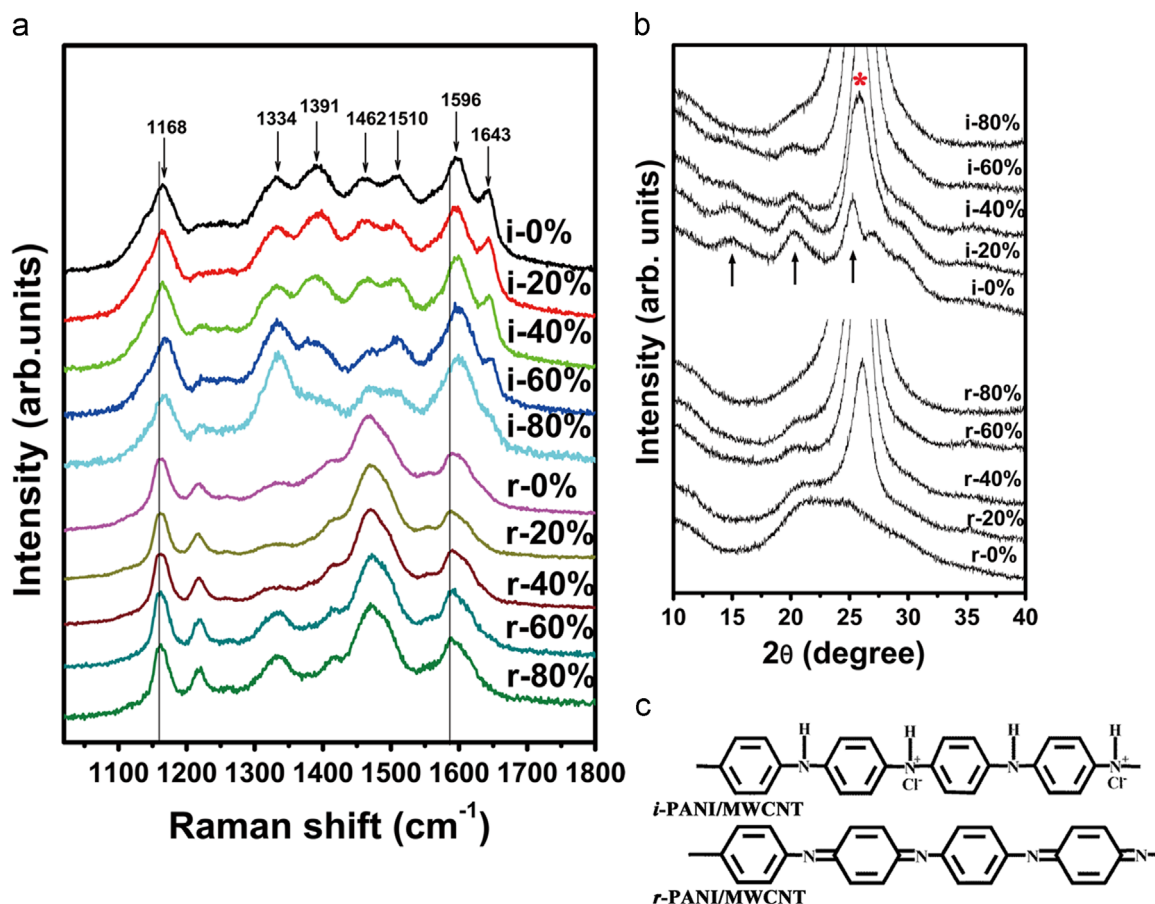 a
1168
1334
1391
1462
1510
1596
1643
i-0%
i-20%
i-40%
i-60%
i-80%
r-0%
r-20%
r-40%
r-60%
r-80%
Intensity (arb.units)
1100 1200 1300 1400 1500 1600 1700 1800
Raman shift (cm⁻¹)
b
*
i-80%
i-60%
i-40%
i-20%
i-0%
r-80%
r-60%
r-40%
r-20%
r-0%
Intensity (arb. units)
10 15 20 25 30 35 40
2θ (degree)
c
H H H H
N N⁺ N N⁺
Cl⁻ Cl⁻
i-PANI/MWCNT
N N N N
r-PANI/MWCNT